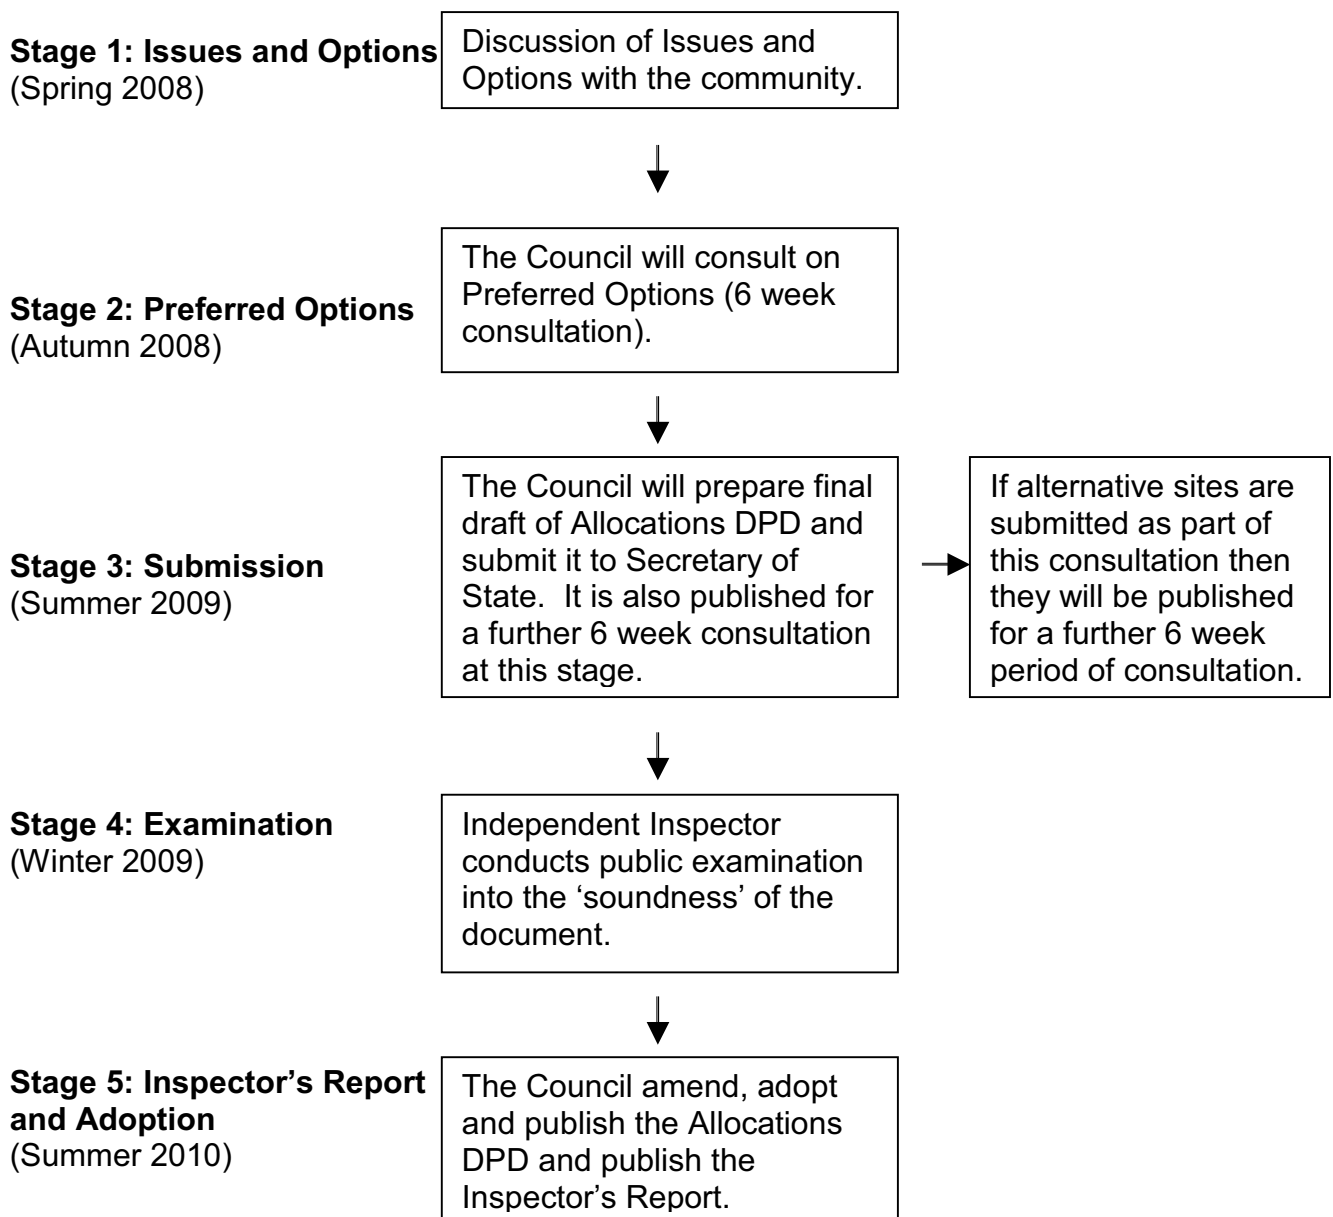 Stage 1: Issues and Options
(Spring 2008)
Discussion of Issues and
Options with the community.
Stage 2: Preferred Options
(Autumn 2008)
The Council will consult on
Preferred Options (6 week
consultation).
Stage 3: Submission
(Summer 2009)
The Council will prepare final
draft of Allocations DPD and
submit it to Secretary of
State.  It is also published for
a further 6 week consultation
at this stage.
If alternative sites are
submitted as part of
this consultation then
they will be published
for a further 6 week
period of consultation.
Stage 4: Examination
(Winter 2009)
Independent Inspector
conducts public examination
into the ‘soundness’ of the
document.
Stage 5: Inspector’s Report
and Adoption
(Summer 2010)
The Council amend, adopt
and publish the Allocations
DPD and publish the
Inspector’s Report.